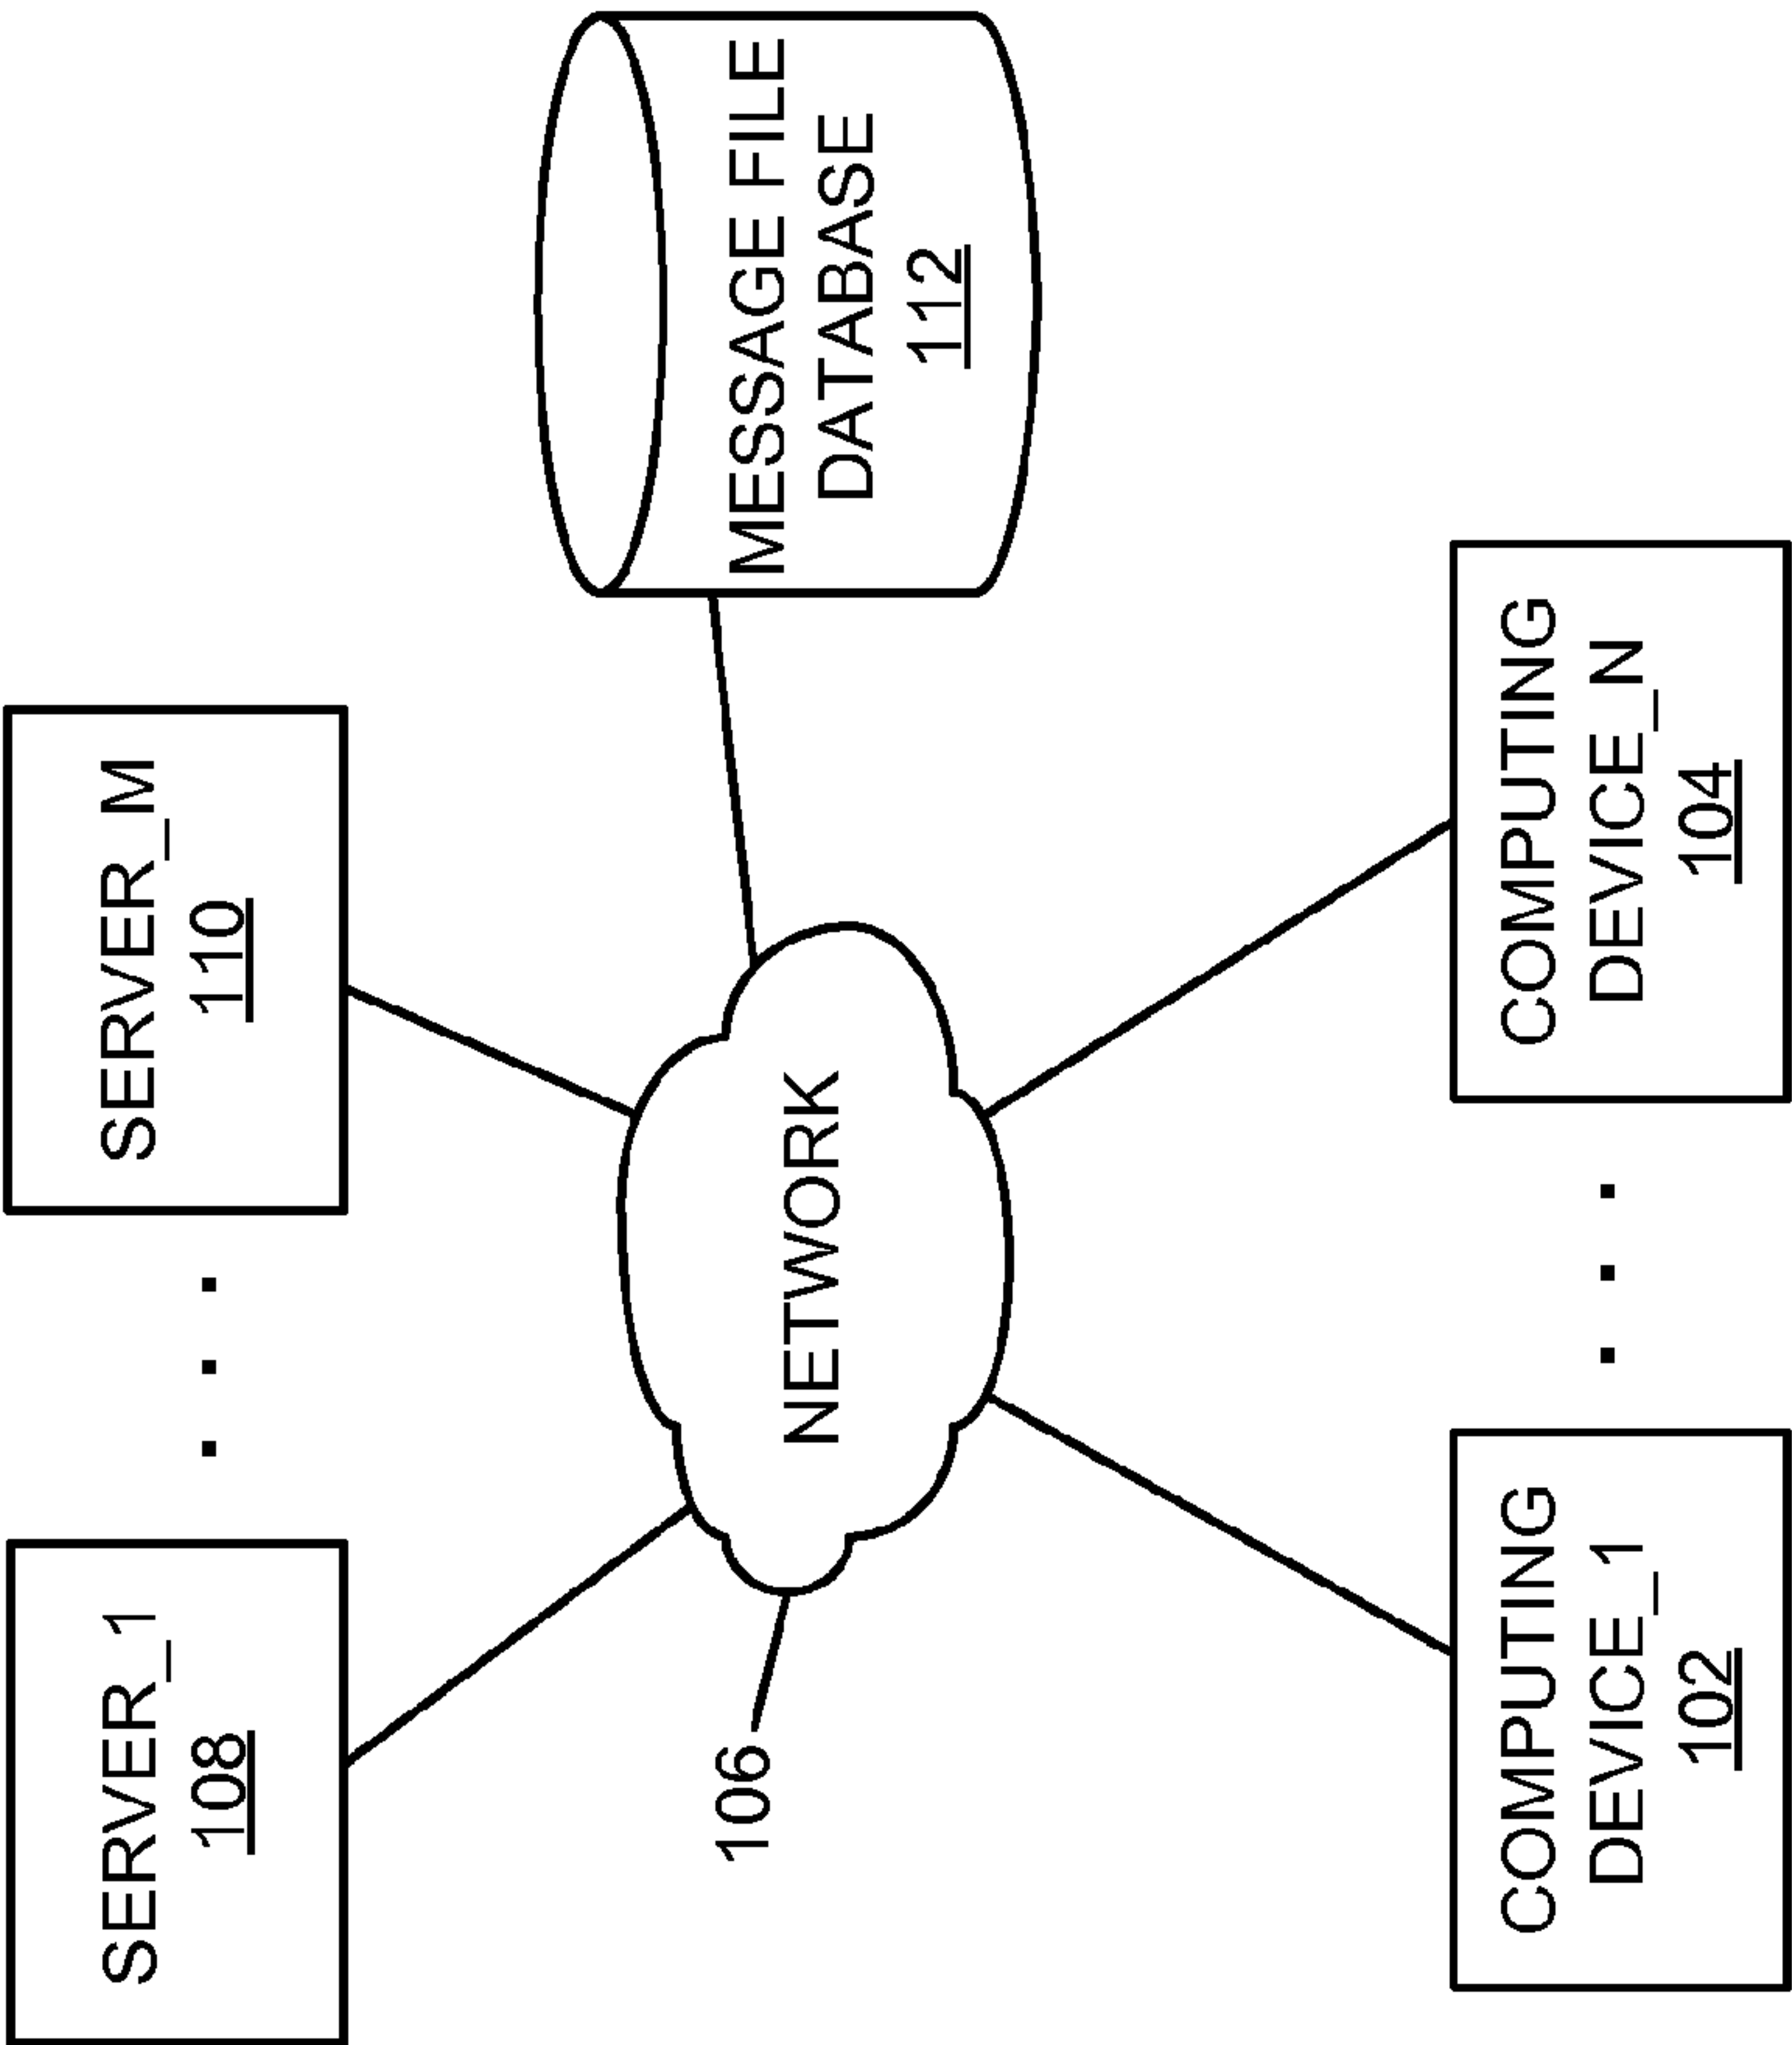 SERVER_1
108
SERVER_M
110
MESSAGE FILE
DATABASE
112
NETWORK
106
COMPUTING
DEVICE_1
102
COMPUTING
DEVICE_N
104